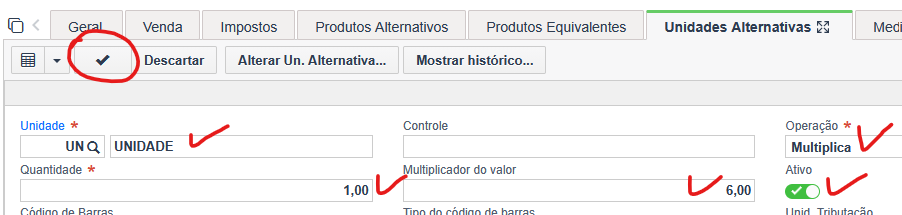 Geral Venda Impostos Produtos Alternativos Produtos Equivalentes Unidades Alternativas
Descartar Alterar Un. Alternativa... Mostrar histórico...
Unidade * Controle Operação *
UN UNIDADE Multiplica
Quantidade * Multiplicador do valor Ativo
1,00 6,00
Código de Barras Tipo do código de barras Unid. Tributação